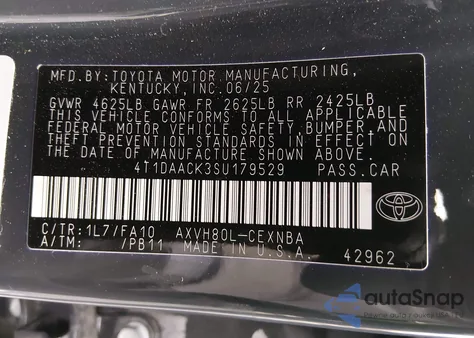 MFD.BY:TOYOTA MOTOR MANUFACTURING,
KENTUCKY, INC. 06/25
GVWR 4625LB GAWR FR 2625LB RR 2425LB
THIS VEHICLE CONFORMS TO ALL APPLICABLE
FEDERAL MOTOR VEHICLE SAFETY,BUMPER,AND
THEFT PREVENTION STANDARDS IN EFFECT ON
THE DATE OF MANUFACTURE SHOWN ABOVE.
4T1DAACK3SU179529 PASS.CAR
C/TR:1L7/FA10 AXVH80L-CEXNBA
A/TM: /PB11 MADE IN U.S.A. 42962
autoSnap